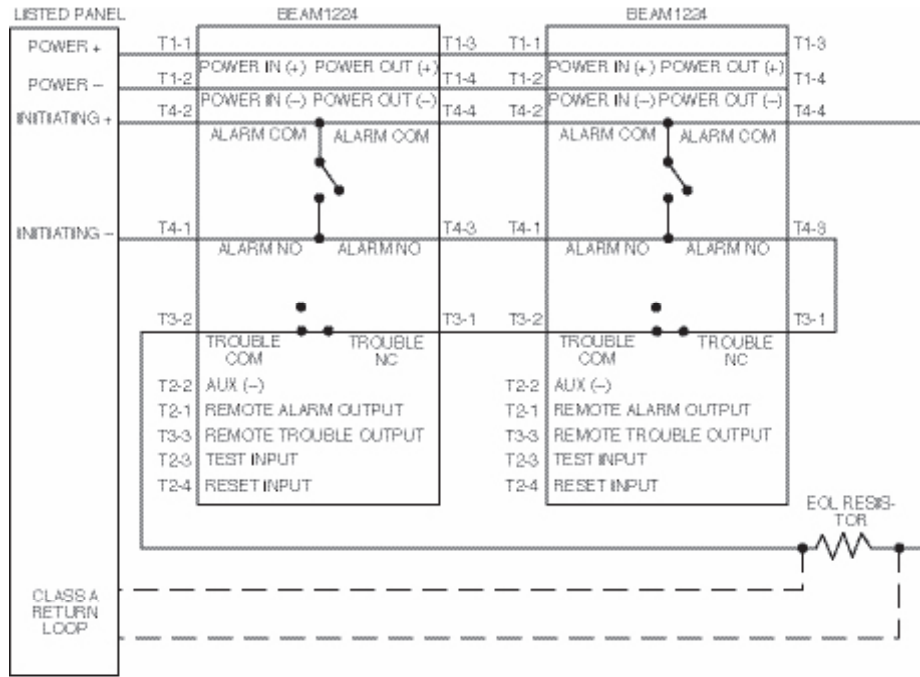 LISTED PANEL BEAM1224 BEAM1224
POWER + T1-1 T1-3 T1-1 T1-3
POWER IN (+) POWER OUT (+) POWER IN (+) POWER OUT (+)
POWER – T1-2 T1-4 T1-2 T1-4
POWER IN (–) POWER OUT (–) POWER IN (–) POWER OUT (–)
INITIATING + T4-2 T4-4 T4-2 T4-4
ALARM COM ALARM COM ALARM COM ALARM COM
INITIATING – T4-1 T4-3 T4-1 T4-3
ALARM NO ALARM NO ALARM NO ALARM NO
T3-2 T3-1 T3-2 T3-1
TROUBLE TROUBLE TROUBLE TROUBLE
COM NC COM NC
T2-2 AUX (–) T2-2 AUX (–)
T2-1 REMOTE ALARM OUTPUT T2-1 REMOTE ALARM OUTPUT
T3-3 REMOTE TROUBLE OUTPUT T3-3 REMOTE TROUBLE OUTPUT
T2-3 TEST INPUT T2-3 TEST INPUT
T2-4 RESET INPUT T2-4 RESET INPUT
EOL RESIS-
TOR
CLASS A
RETURN
LOOP